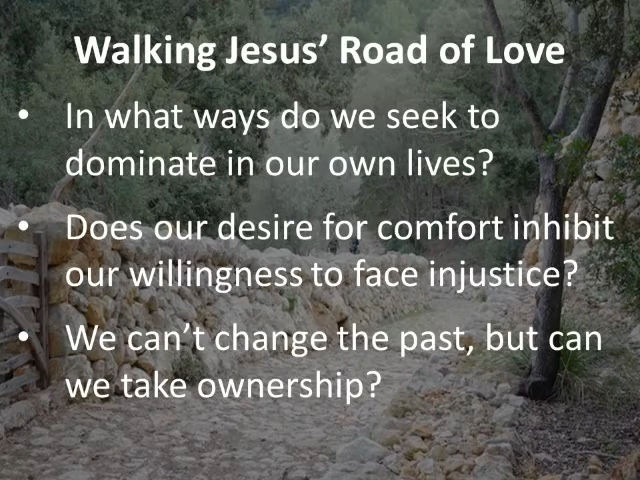 Walking Jesus’ Road of Love
• In what ways do we seek to
dominate in our own lives?
• Does our desire for comfort inhibit
our willingness to face injustice?
• We can’t change the past, but can
we take ownership?